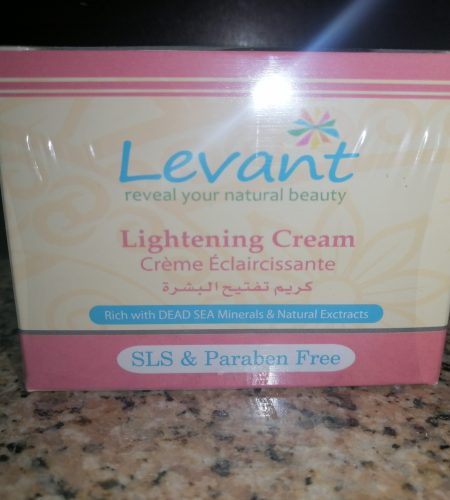 Levant
reveal your natural beauty
Lightening Cream
Crème Éclaircissante
كريم تفتيح البشرة
Rich with DEAD SEA Minerals & Natural Exctracts
SLS & Paraben Free